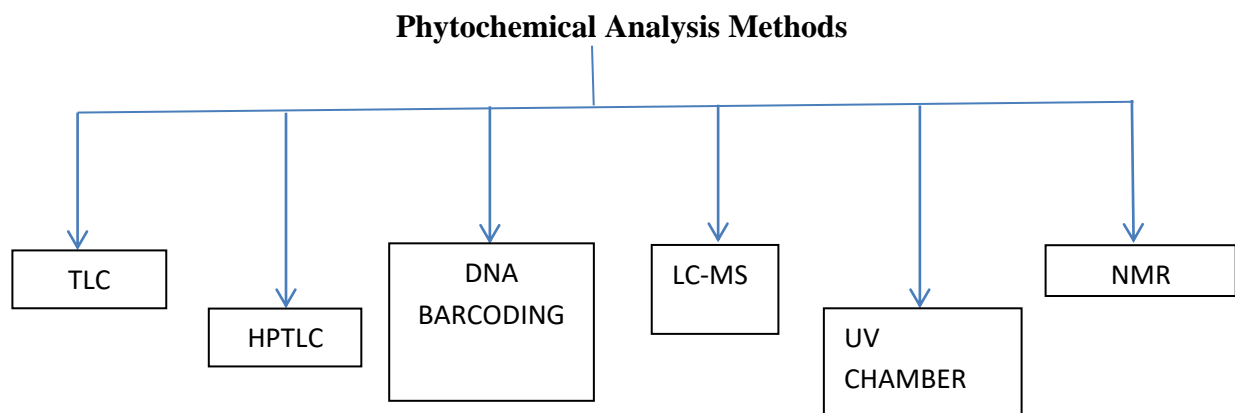 Phytochemical Analysis Methods
TLC
HPTLC
DNA
BARCODING
LC-MS
UV
CHAMBER
NMR